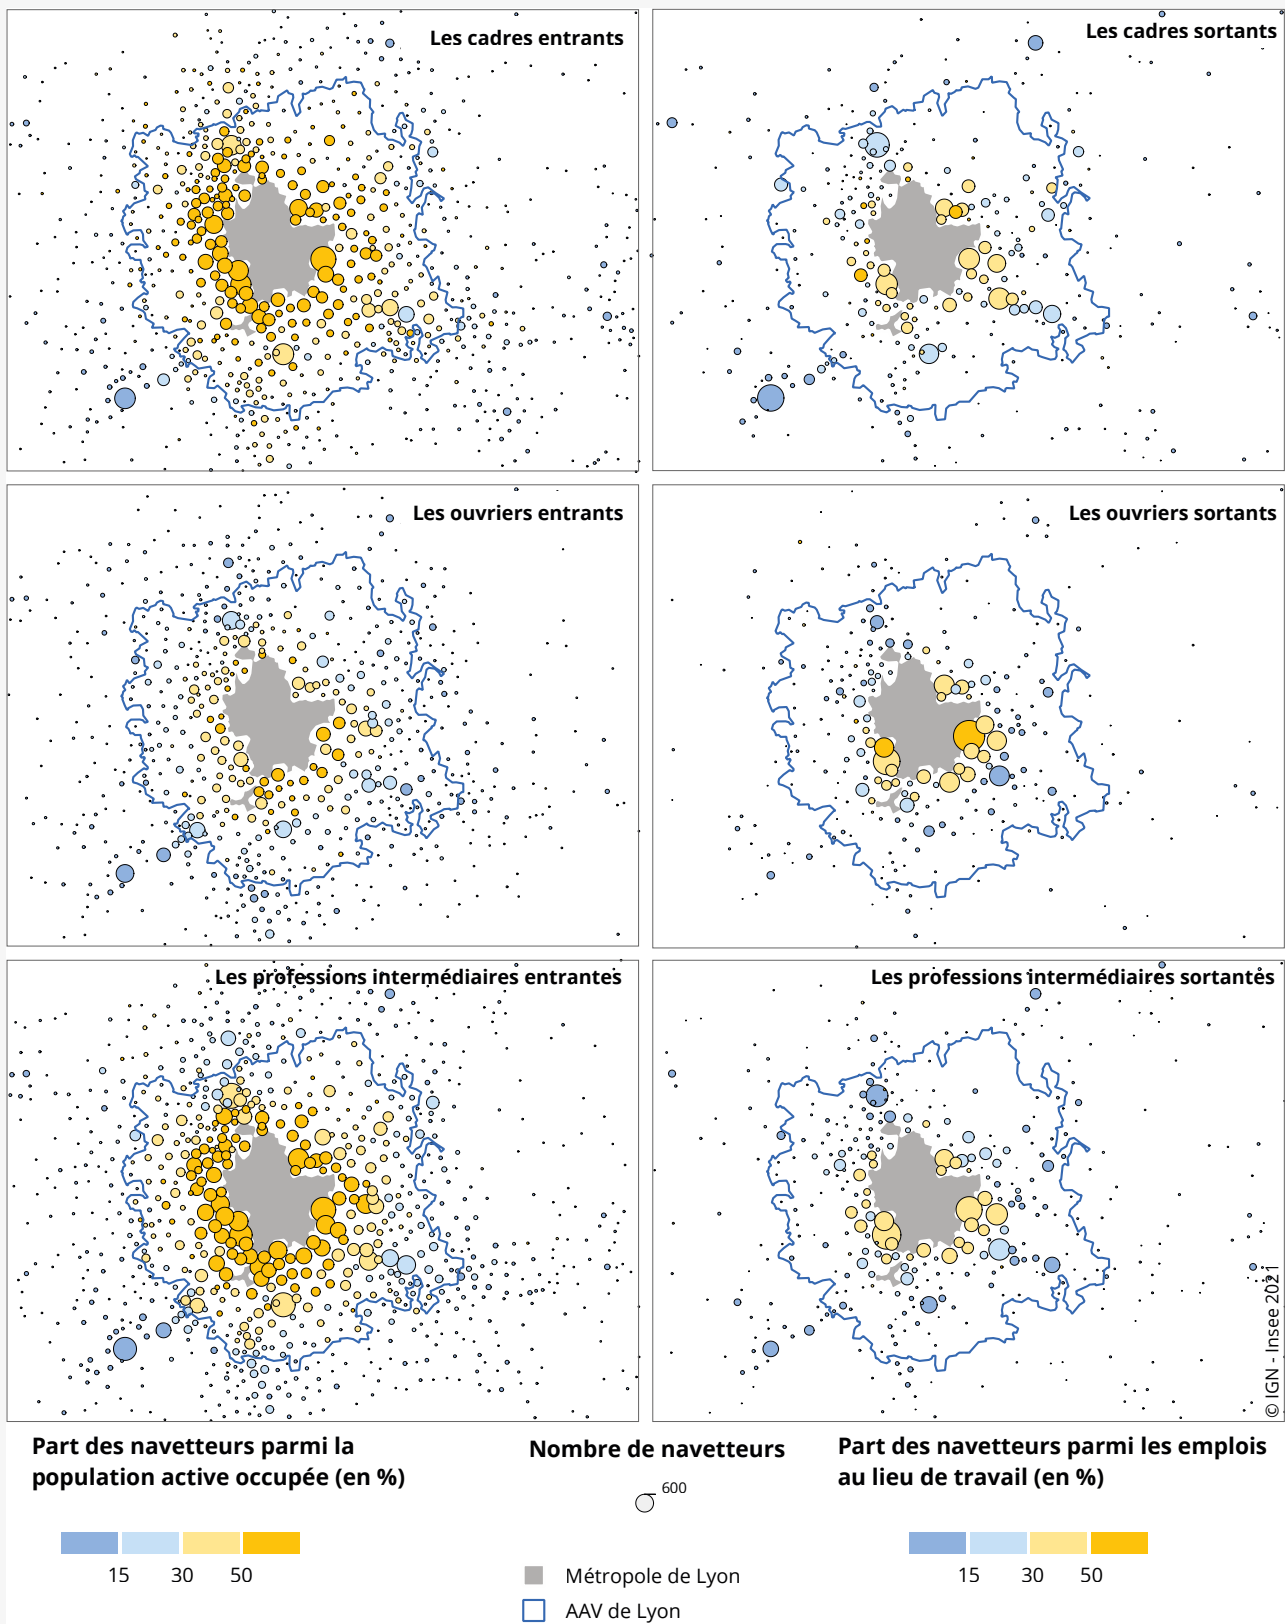 Les cadres entrants
Les cadres sortants
Les ouvriers entrants
Les ouvriers sortants
Les professions intermédiaires entrantes
Les professions intermédiaires sortantes
© IGN - Insee 2021
Part des navetteurs parmi la
population active occupée (en %)
15 30 50
Nombre de navetteurs
600
Métropole de Lyon
AAV de Lyon
Part des navetteurs parmi les emplois
au lieu de travail (en %)
15 30 50